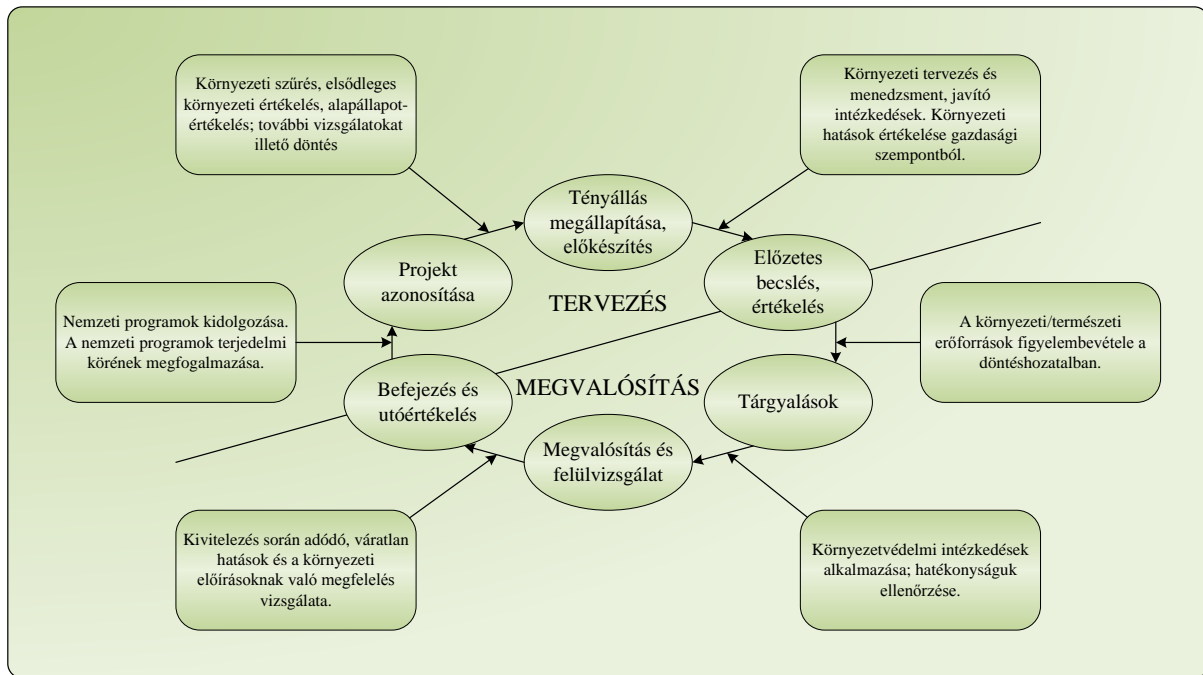 Környezeti szűrés, elsődleges
környezeti értékelés, alapállapot-
értékelés; további vizsgálatokat
illető döntés
Környezeti tervezés és
menedzsment, javító
intézkedések. Környezeti
hatások értékelése gazdasági
szempontból.
Tényállás
megállapítása,
előkészítés
Projekt
azonosítása
Előzetes
becslés,
értékelés
TERVEZÉS
Nemzeti programok kidolgozása.
A nemzeti programok terjedelmi
körének megfogalmazása.
A környezeti/természeti
erőforrások figyelembevétele a
döntéshozatalban.
MEGVALÓSÍTÁS
Befejezés és
utóértékelés
Tárgyalások
Megvalósítás és
felülvizsgálat
Kivitelezés során adódó, váratlan
hatások és a környezeti
előírásoknak való megfelelés
vizsgálata.
Környezetvédelmi intézkedések
alkalmazása; hatékonyságuk
ellenőrzése.